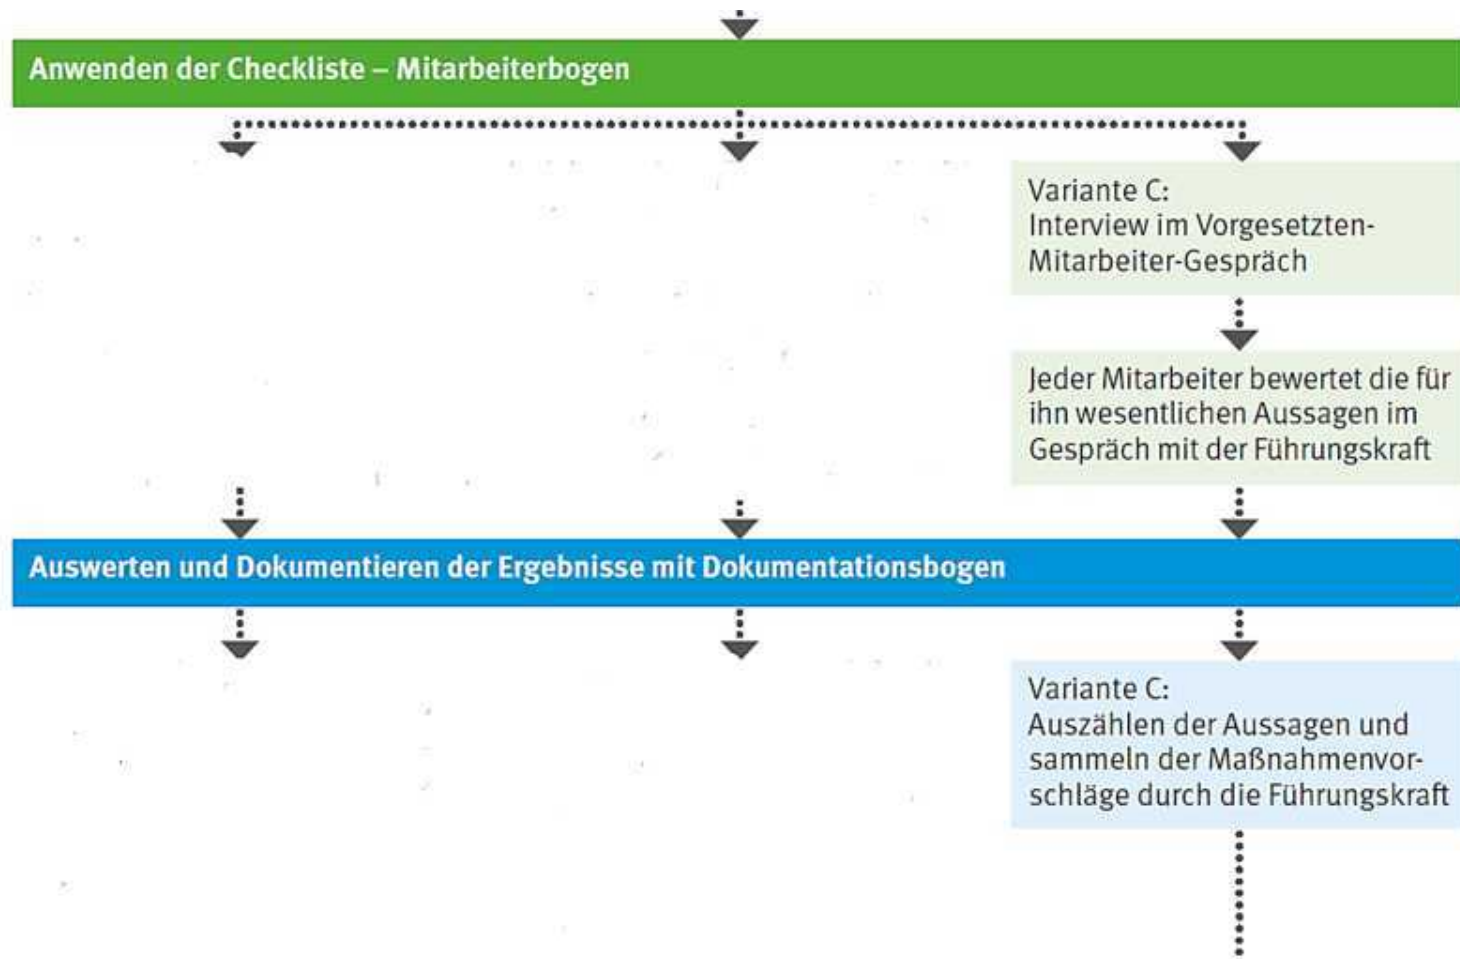 Anwenden der Checkliste – Mitarbeiterbogen
Variante C:
Interview im Vorgesetzten-
Mitarbeiter-Gespräch
Jeder Mitarbeiter bewertet die für
ihn wesentlichen Aussagen im
Gespräch mit der Führungskraft
Auswerten und Dokumentieren der Ergebnisse mit Dokumentationsbogen
Variante C:
Auszählen der Aussagen und
sammeln der Maßnahmenvor-
schläge durch die Führungskraft